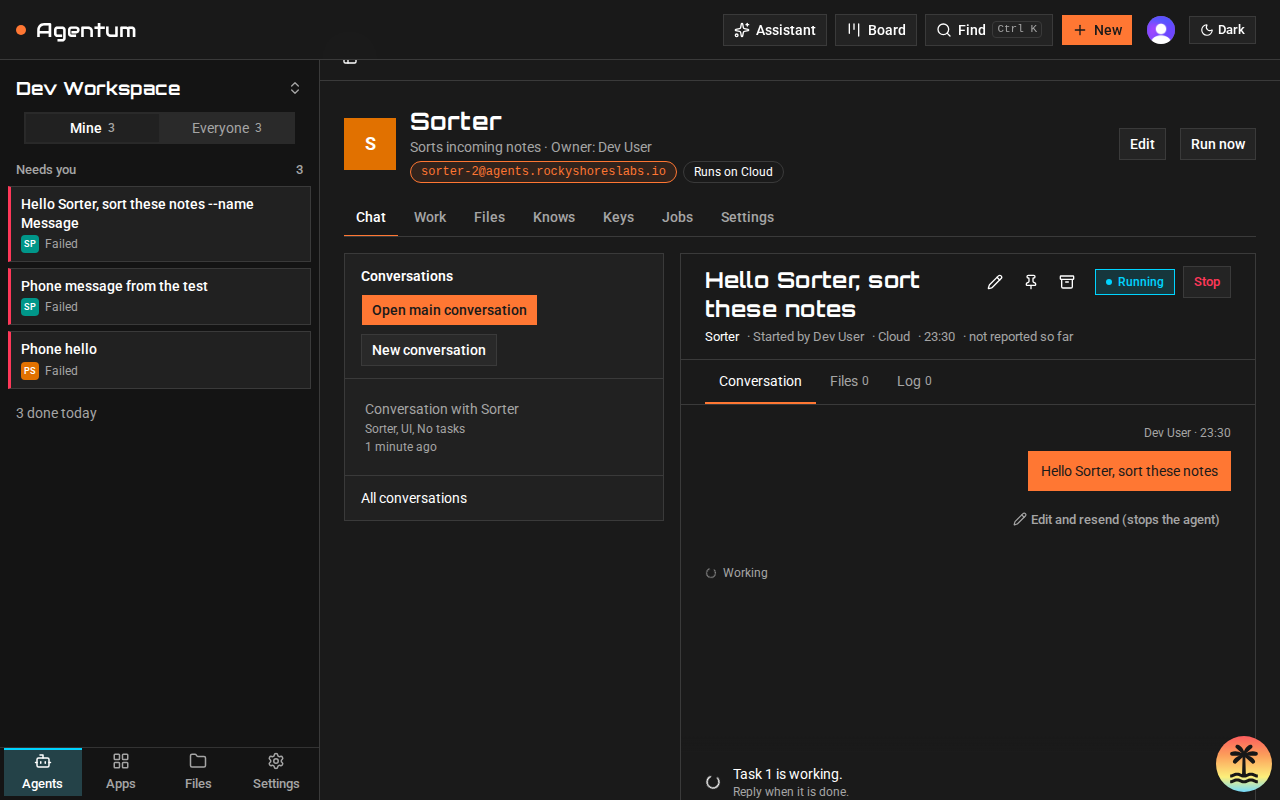 Agentum
Assistant
Board
Find Ctrl K
New
Dark
Dev Workspace
Mine 3
Everyone 3
Needs you 3
Hello Sorter, sort these notes --name
Message
SP Failed
Phone message from the test
SP Failed
Phone hello
PS Failed
3 done today
Agents
Apps
Files
Settings
S
Sorter
Sorts incoming notes · Owner: Dev User
sorter-2@agents.rockyshoreslabs.io
Runs on Cloud
Edit
Run now
Chat
Work
Files
Knows
Keys
Jobs
Settings
Conversations
Open main conversation
New conversation
Conversation with Sorter
Sorter, UI, No tasks
1 minute ago
All conversations
Hello Sorter, sort
these notes
Running
Stop
Sorter · Started by Dev User · Cloud · 23:30 · not reported so far
Conversation
Files 0
Log 0
Dev User · 23:30
Hello Sorter, sort these notes
Edit and resend (stops the agent)
Working
Task 1 is working.
Reply when it is done.